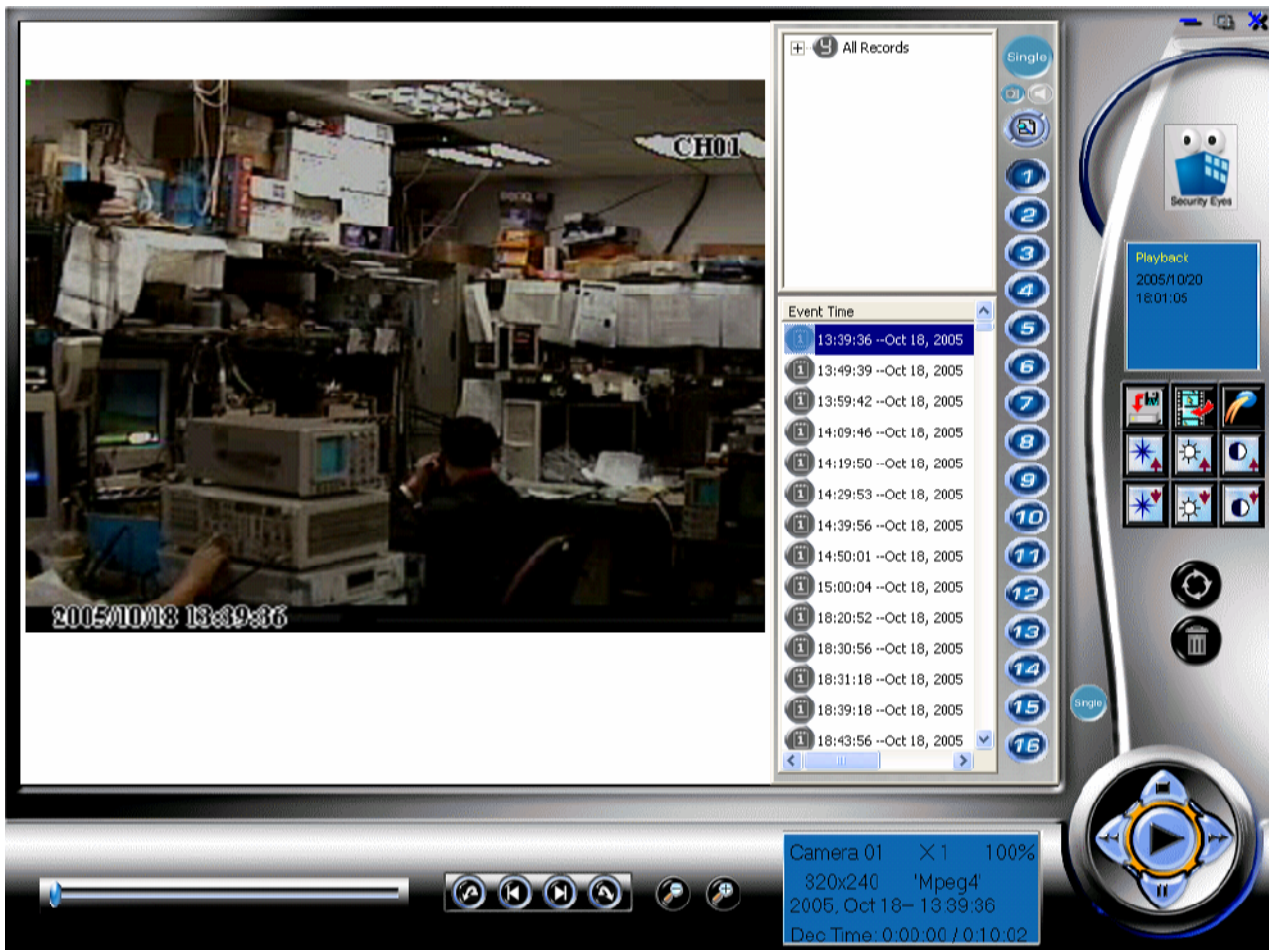 CH01
2005/10/18 13:39:36
All Records
Event Time
13:39:36 --Oct 18, 2005
13:49:39 --Oct 18, 2005
13:59:42 --Oct 18, 2005
14:09:46 --Oct 18, 2005
14:19:50 --Oct 18, 2005
14:29:53 --Oct 18, 2005
14:39:56 --Oct 18, 2005
14:50:01 --Oct 18, 2005
15:00:04 --Oct 18, 2005
18:20:52 --Oct 18, 2005
18:30:56 --Oct 18, 2005
18:31:18 --Oct 18, 2005
18:39:18 --Oct 18, 2005
18:43:56 --Oct 18, 2005
Single
1
2
3
4
5
6
7
8
9
10
11
12
13
14
15
16
Security Eyes
Playback
2005/10/20
18:01:05
Single
Camera 01 X 1 100%
320x240 'Mpeg4'
2005, Oct 18– 13:39:36
Dec Time: 0:00:00 / 0:10:02